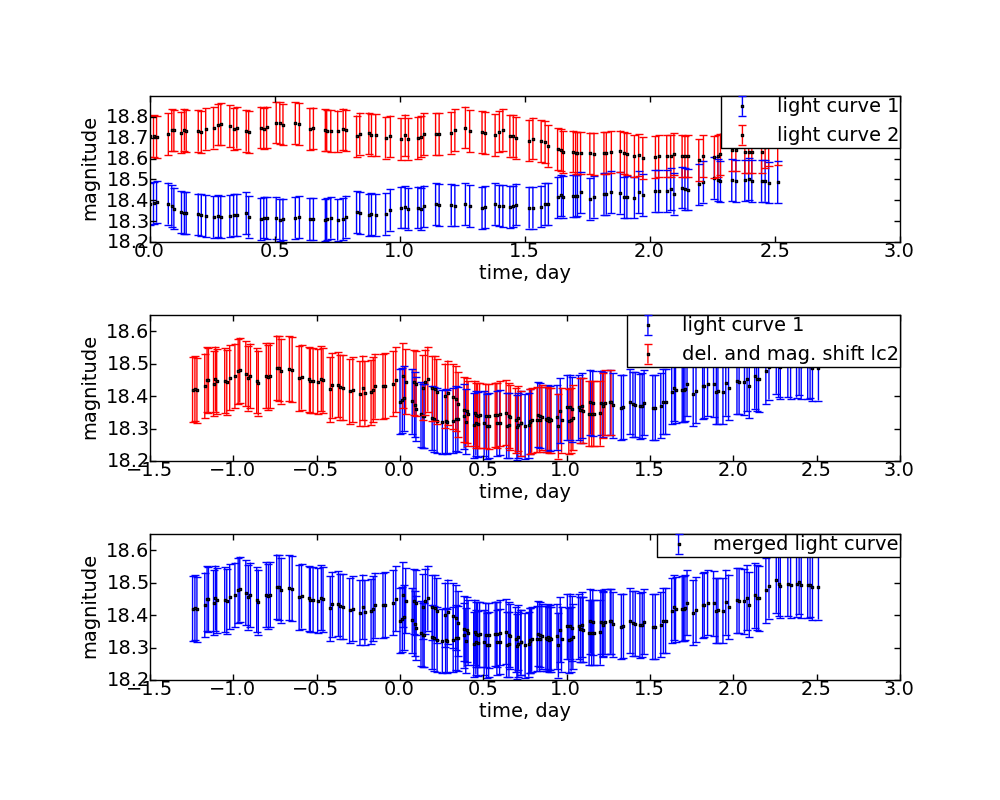 light curve 1
light curve 2
magnitude
18.8
18.7
18.6
18.5
18.4
18.3
18.2
0.0 0.5 1.0 1.5 2.0 2.5 3.0
time, day
light curve 1
del. and mag. shift lc2
magnitude
18.6
18.5
18.4
18.3
18.2
−1.5 −1.0 −0.5 0.0 0.5 1.0 1.5 2.0 2.5 3.0
time, day
merged light curve
magnitude
18.6
18.5
18.4
18.3
18.2
−1.5 −1.0 −0.5 0.0 0.5 1.0 1.5 2.0 2.5 3.0
time, day